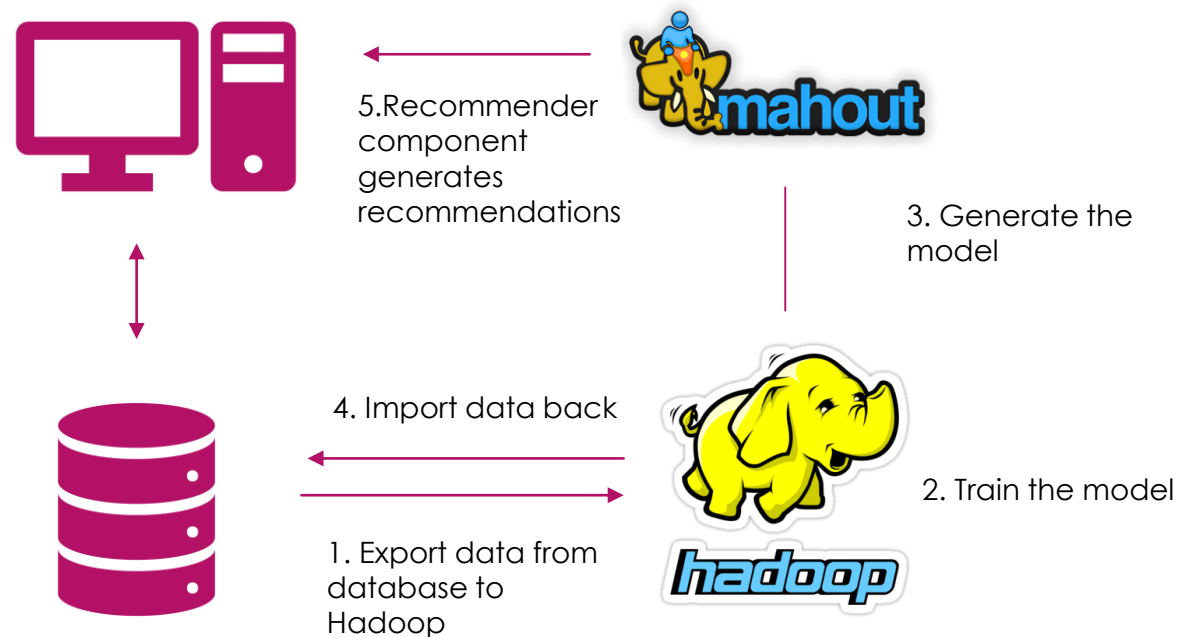 mahout
5.Recommender
component
generates
recommendations
3. Generate the
model
4. Import data back
2. Train the model
1. Export data from
database to
Hadoop
hadoop